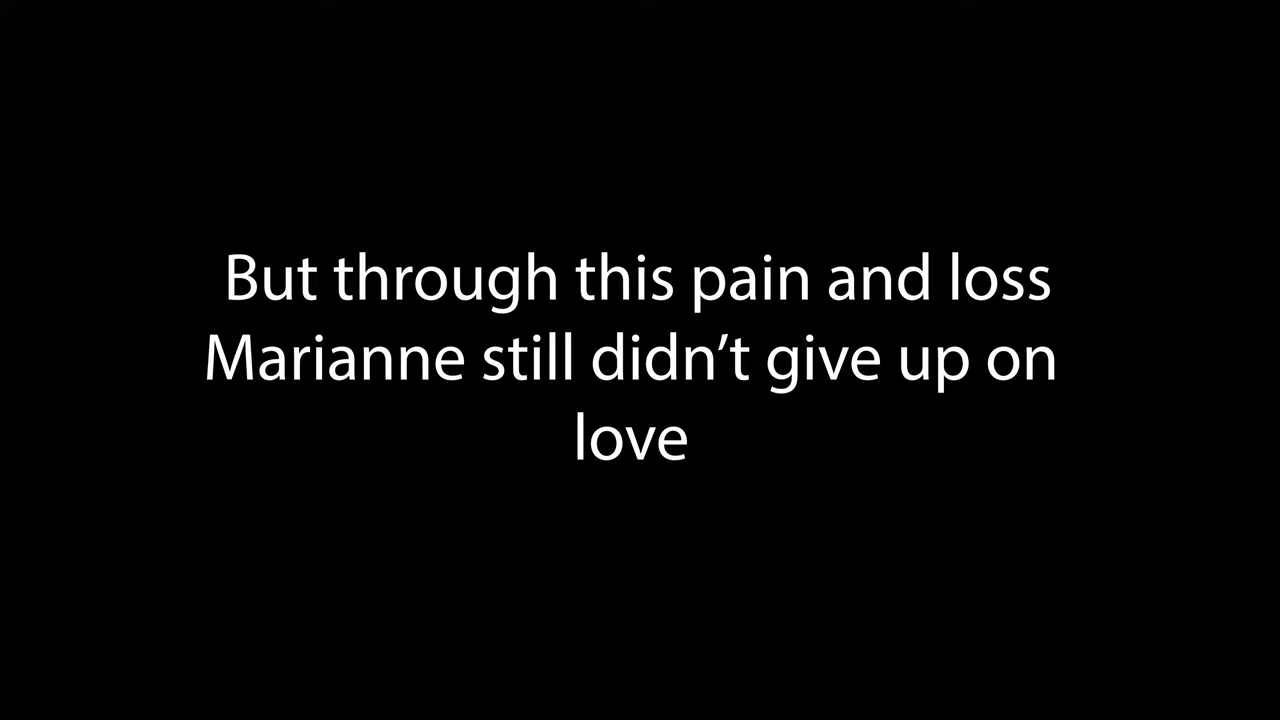 But through this pain and loss
Marianne still didn’t give up on
love